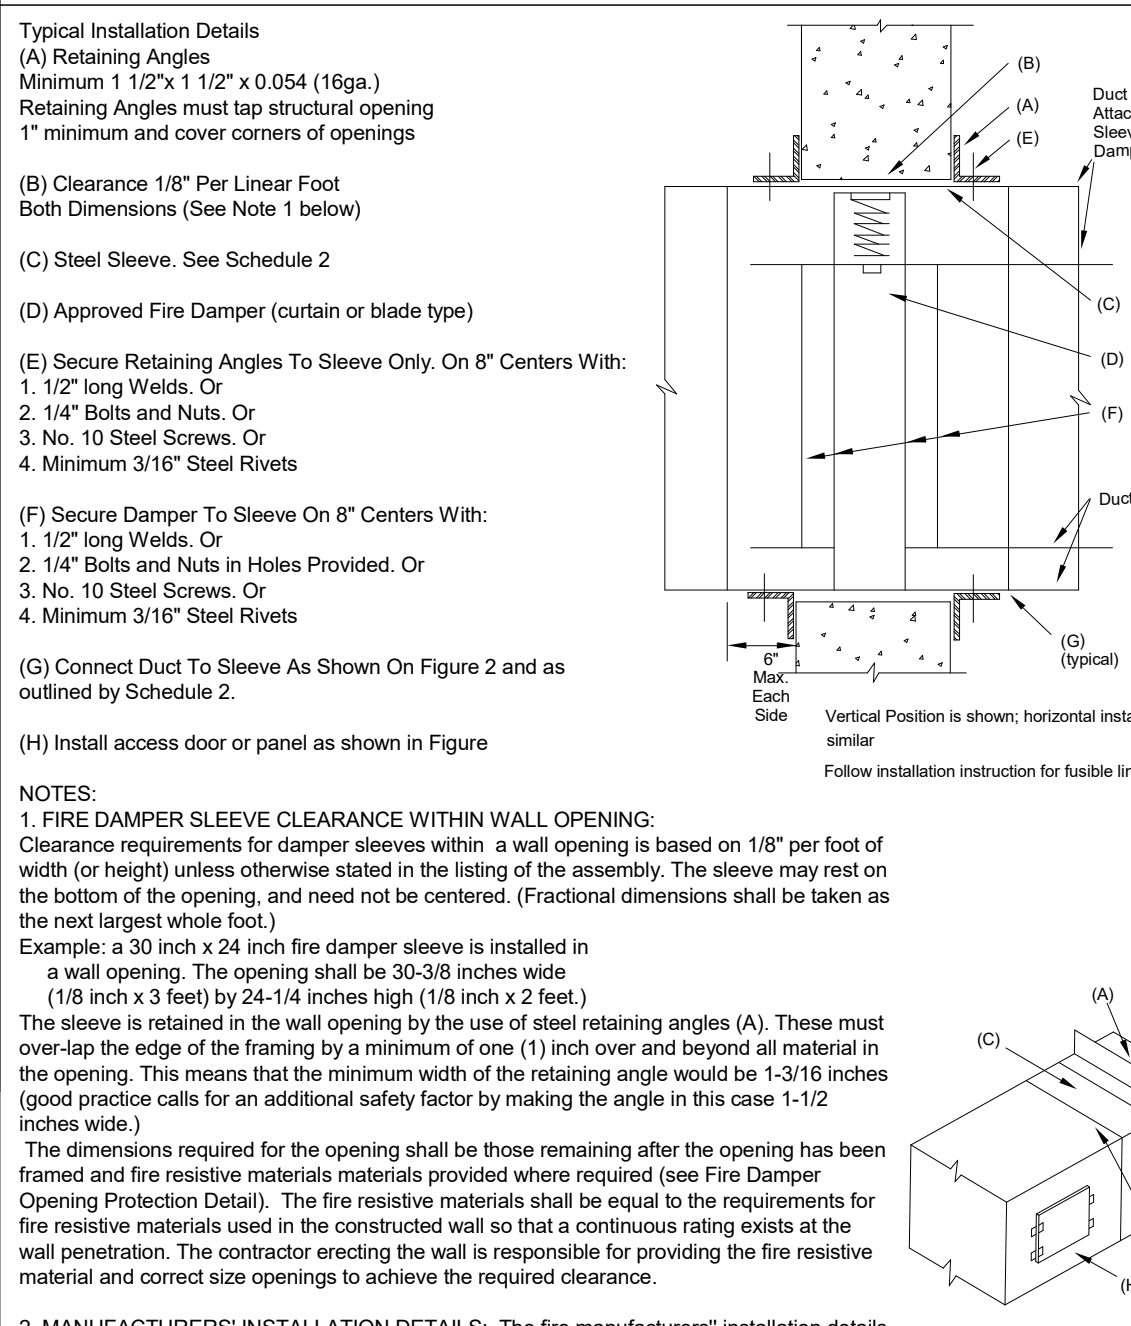 Typical Installation Details
(A) Retaining Angles
Minimum 1 1/2"x 1 1/2" x 0.054 (16ga.)
Retaining Angles must tap structural opening
1" minimum and cover corners of openings
(B) Clearance 1/8" Per Linear Foot
Both Dimensions (See Note 1 below)
(C) Steel Sleeve. See Schedule 2
(D) Approved Fire Damper (curtain or blade type)
(E) Secure Retaining Angles To Sleeve Only. On 8" Centers With:
1. 1/2" long Welds. Or
2. 1/4" Bolts and Nuts. Or
3. No. 10 Steel Screws. Or
4. Minimum 3/16" Steel Rivets
(F) Secure Damper To Sleeve On 8" Centers With:
1. 1/2" long Welds. Or
2. 1/4" Bolts and Nuts in Holes Provided. Or
3. No. 10 Steel Screws. Or
4. Minimum 3/16" Steel Rivets
(G) Connect Duct To Sleeve As Shown On Figure 2 and as
outlined by Schedule 2.
(H) Install access door or panel as shown in Figure
(B)
(A)
(E)
Duct
(C)
(D)
(F)
Duct
(G)
(typical)
6"
Max.
Each
Side
Vertical Position is shown; horizontal
similar
Follow installation instruction for fusible
NOTES:
1. FIRE DAMPER SLEEVE CLEARANCE WITHIN WALL OPENING:
Clearance requirements for damper sleeves within a wall opening is based on 1/8" per foot of
width (or height) unless otherwise stated in the listing of the assembly. The sleeve may rest on
the bottom of the opening, and need not be centered. (Fractional dimensions shall be taken as
the next largest whole foot.)
Example: a 30 inch x 24 inch fire damper sleeve is installed in
a wall opening. The opening shall be 30-3/8 inches wide
(1/8 inch x 3 feet) by 24-1/4 inches high (1/8 inch x 2 feet.)
The sleeve is retained in the wall opening by the use of steel retaining angles (A). These must
over-lap the edge of the framing by a minimum of one (1) inch over and beyond all material in
the opening. This means that the minimum width of the retaining angle would be 1-3/16 inches
(good practice calls for an additional safety factor by making the angle in this case 1-1/2
inches wide.)
The dimensions required for the opening shall be those remaining after the opening has been
framed and fire resistive materials materials provided where required (see Fire Damper
Opening Protection Detail). The fire resistive materials shall be equal to the requirements for
fire resistive materials used in the constructed wall so that a continuous rating exists at the
wall penetration. The contractor erecting the wall is responsible for providing the fire resistive
material and correct size openings to achieve the required clearance.
(A)
(C)
2. MANUFACTURERS' INSTALLATION DETAILS: The fire manufacturers'' installation details